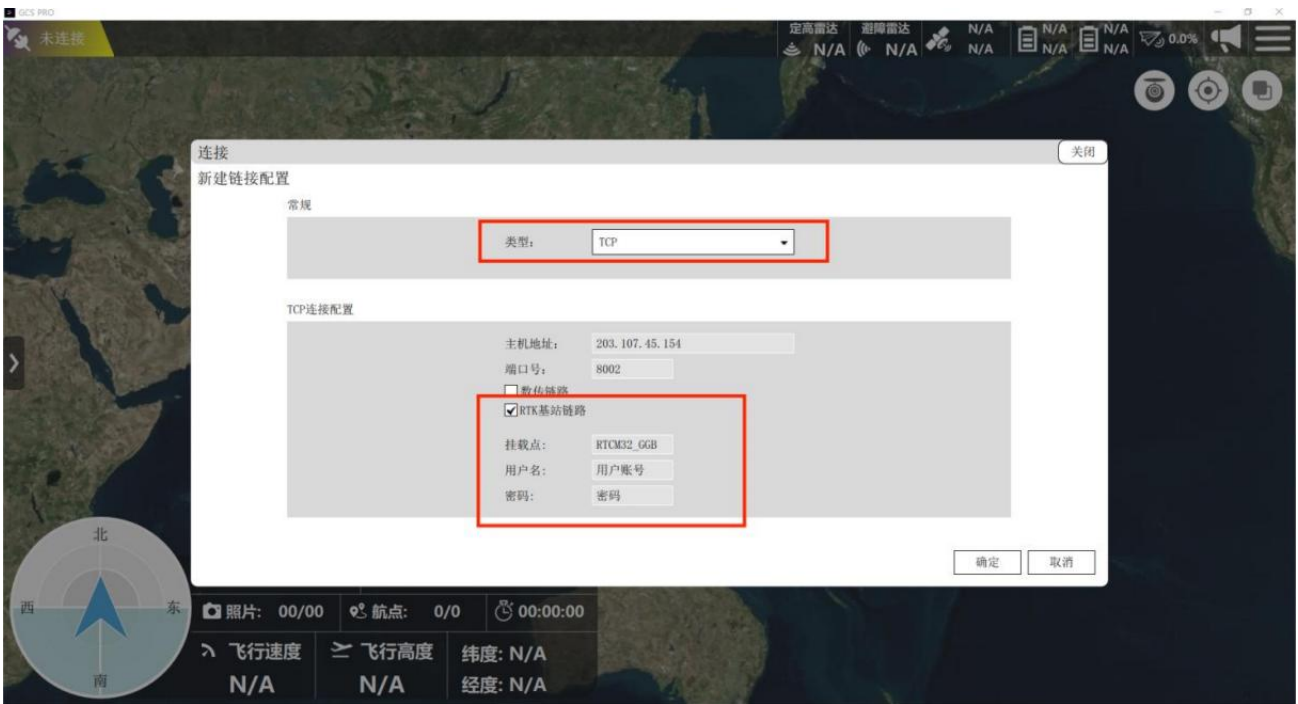 GCS PRO
未连接
定高雷达 避障雷达 N/A N/A N/A
N/A N/A N/A N/A N/A 0.0%
连接 关闭
新建链接配置
常规
类型: TCP
TCP连接配置
主机地址: 203.107.45.154
端口号: 8002
数传链路
RTK基站链路
挂载点: RTCM32_GGB
用户名: 用户账号
密码: 密码
确定 取消
北
西 东
南
照片: 00/00 航点: 0/0 00:00:00
飞行速度 飞行高度 纬度: N/A
N/A N/A 经度: N/A